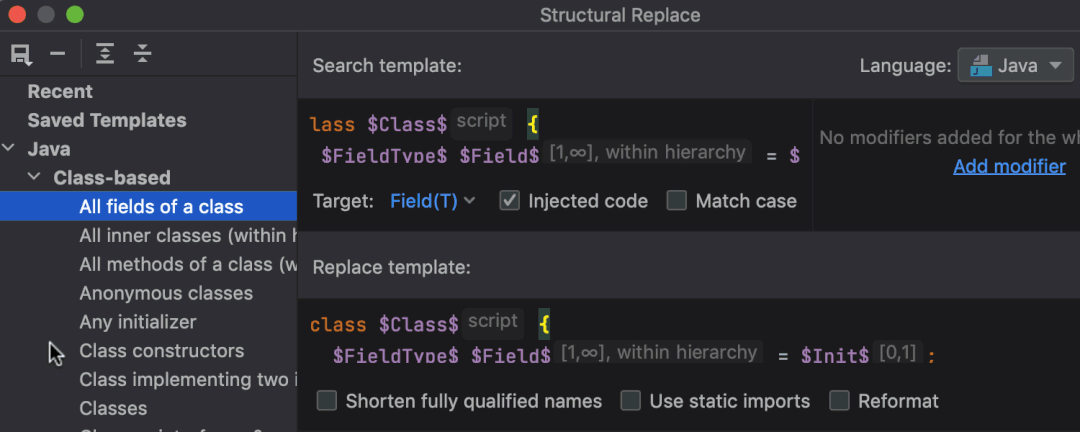 Structural Replace
Recent
Saved Templates
Java
Class-based
All fields of a class
All inner classes (within h
All methods of a class (w
Anonymous classes
Any initializer
Class constructors
Class implementing two i
Classes
Search template:
Language: Java
lass $Class$ script {
$FieldType$ $Field$ [1,∞], within hierarchy = $
No modifiers added for the wh
Add modifier
Target: Field(T) Injected code Match case
Replace template:
class $Class$ script {
$FieldType$ $Field$ [1,∞], within hierarchy = $Init$ [0,1] ;
Shorten fully qualified names Use static imports Reformat